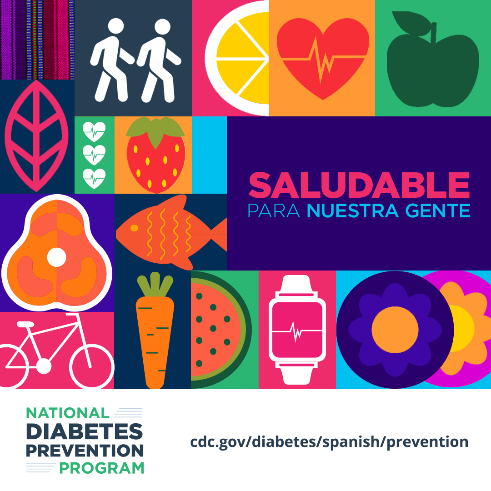 SALUDABLE
PARA NUESTRA GENTE
NATIONAL
DIABETES
PREVENTION
PROGRAM
cdc.gov/diabetes/spanish/prevention